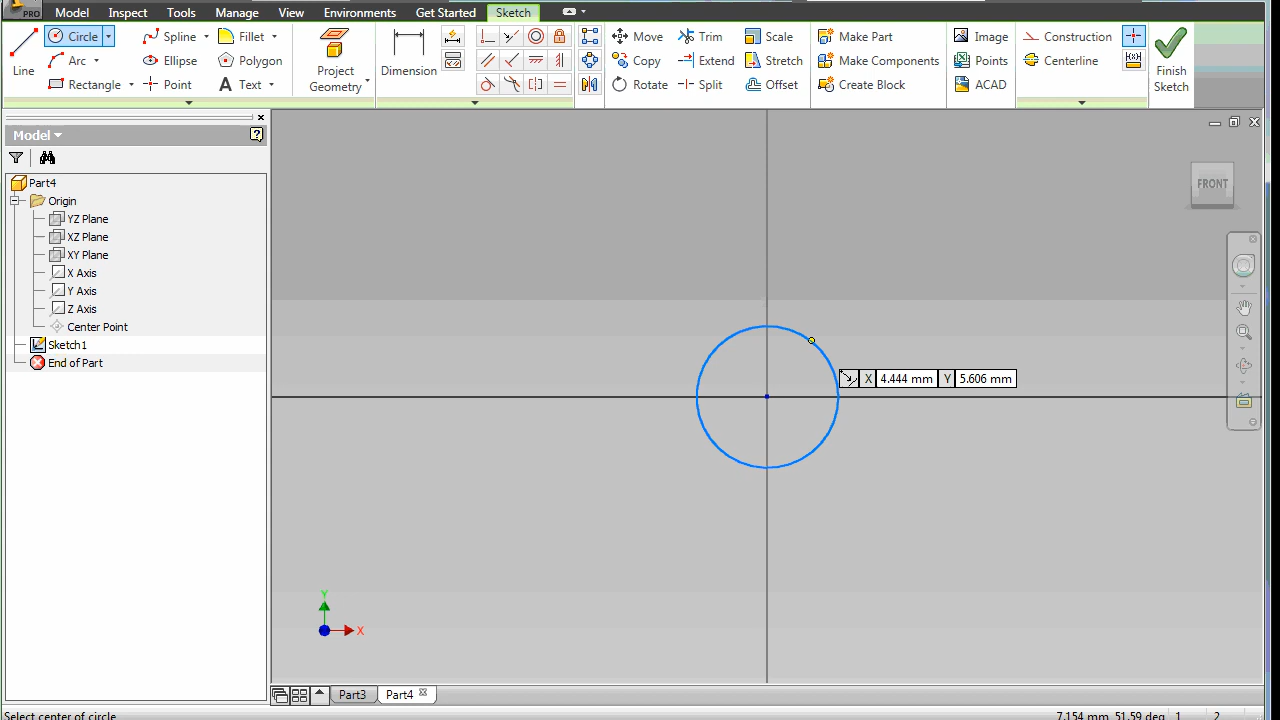 PRO Model Inspect Tools Manage View Environments Get Started Sketch
Circle Spline Fillet Move Trim Scale Make Part Image Construction
Line Arc Ellipse Polygon Project Geometry Dimension Copy Extend Stretch Make Components Points Centerline Finish Sketch
Rectangle Point Text Rotate Split Offset Create Block ACAD
Model
Part4
Origin
YZ Plane
XZ Plane
XY Plane
X Axis
Y Axis
Z Axis
Center Point
Sketch1
End of Part
FRONT
X 4.444 mm Y 5.606 mm
Y
X
Part3 Part4
Select center of circle 7.154 mm, 51.59 deg 1 2